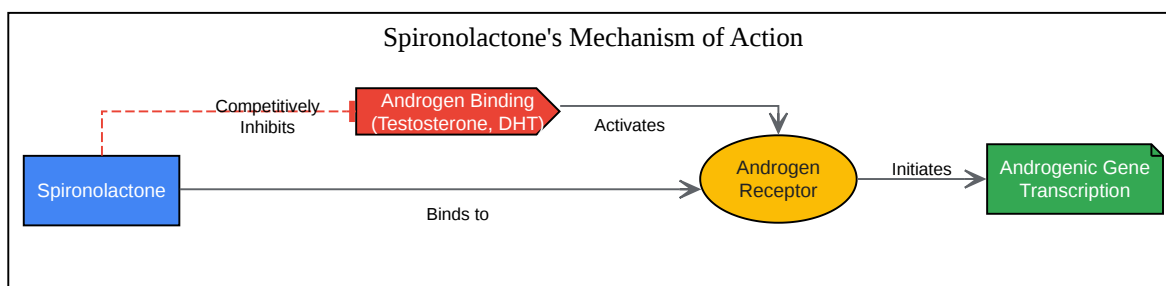 Spironolactone's Mechanism of Action
Competitively
Inhibits
Androgen Binding
(Testosterone, DHT)
Activates
Spironolactone
Binds to
Androgen
Receptor
Initiates
Androgenic Gene
Transcription